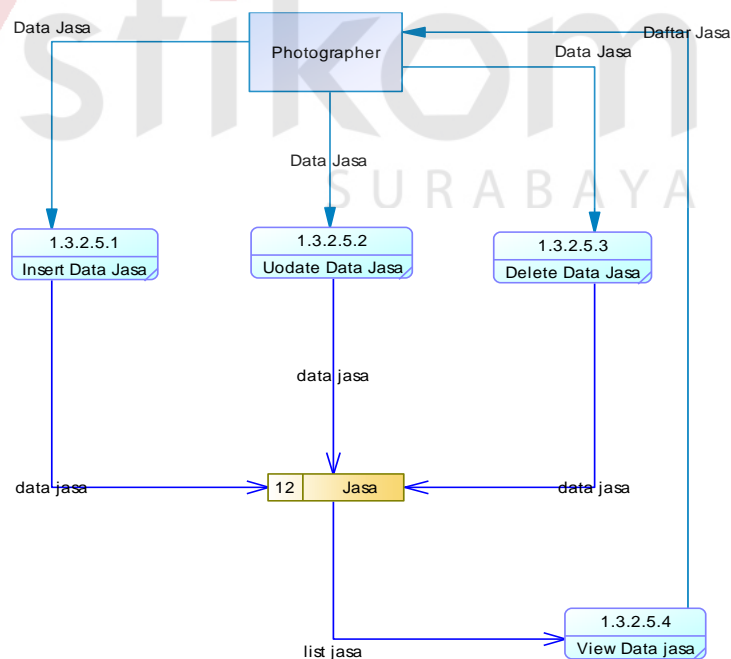 stikom
SURABAYA
Data Jasa
Photographer
Daftar Jasa
Data Jasa
Data Jasa
1.3.2.5.1
Insert Data Jasa
1.3.2.5.2
Uodate Data Jasa
1.3.2.5.3
Delete Data Jasa
data jasa
data jasa
12
Jasa
data jasa
1.3.2.5.4
View Data jasa
list jasa